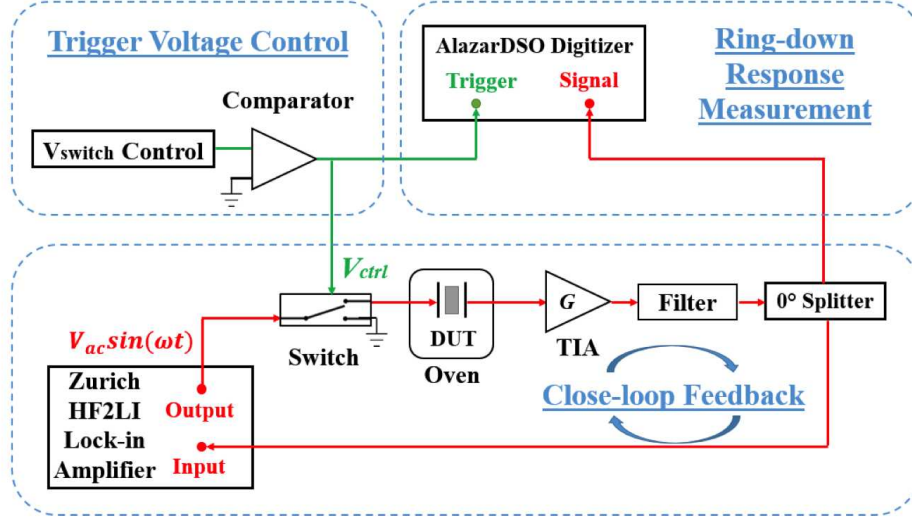 Trigger Voltage Control
Comparator
Vswitch Control
AlazarDSO Digitizer
Trigger
Signal
Ring-down
Response
Measurement
Vctrl
Vac sin(ωt)
Switch
DUT
Oven
G
TIA
Filter
0° Splitter
Close-loop Feedback
Zurich
HF2LI
Lock-in
Amplifier
Output
Input